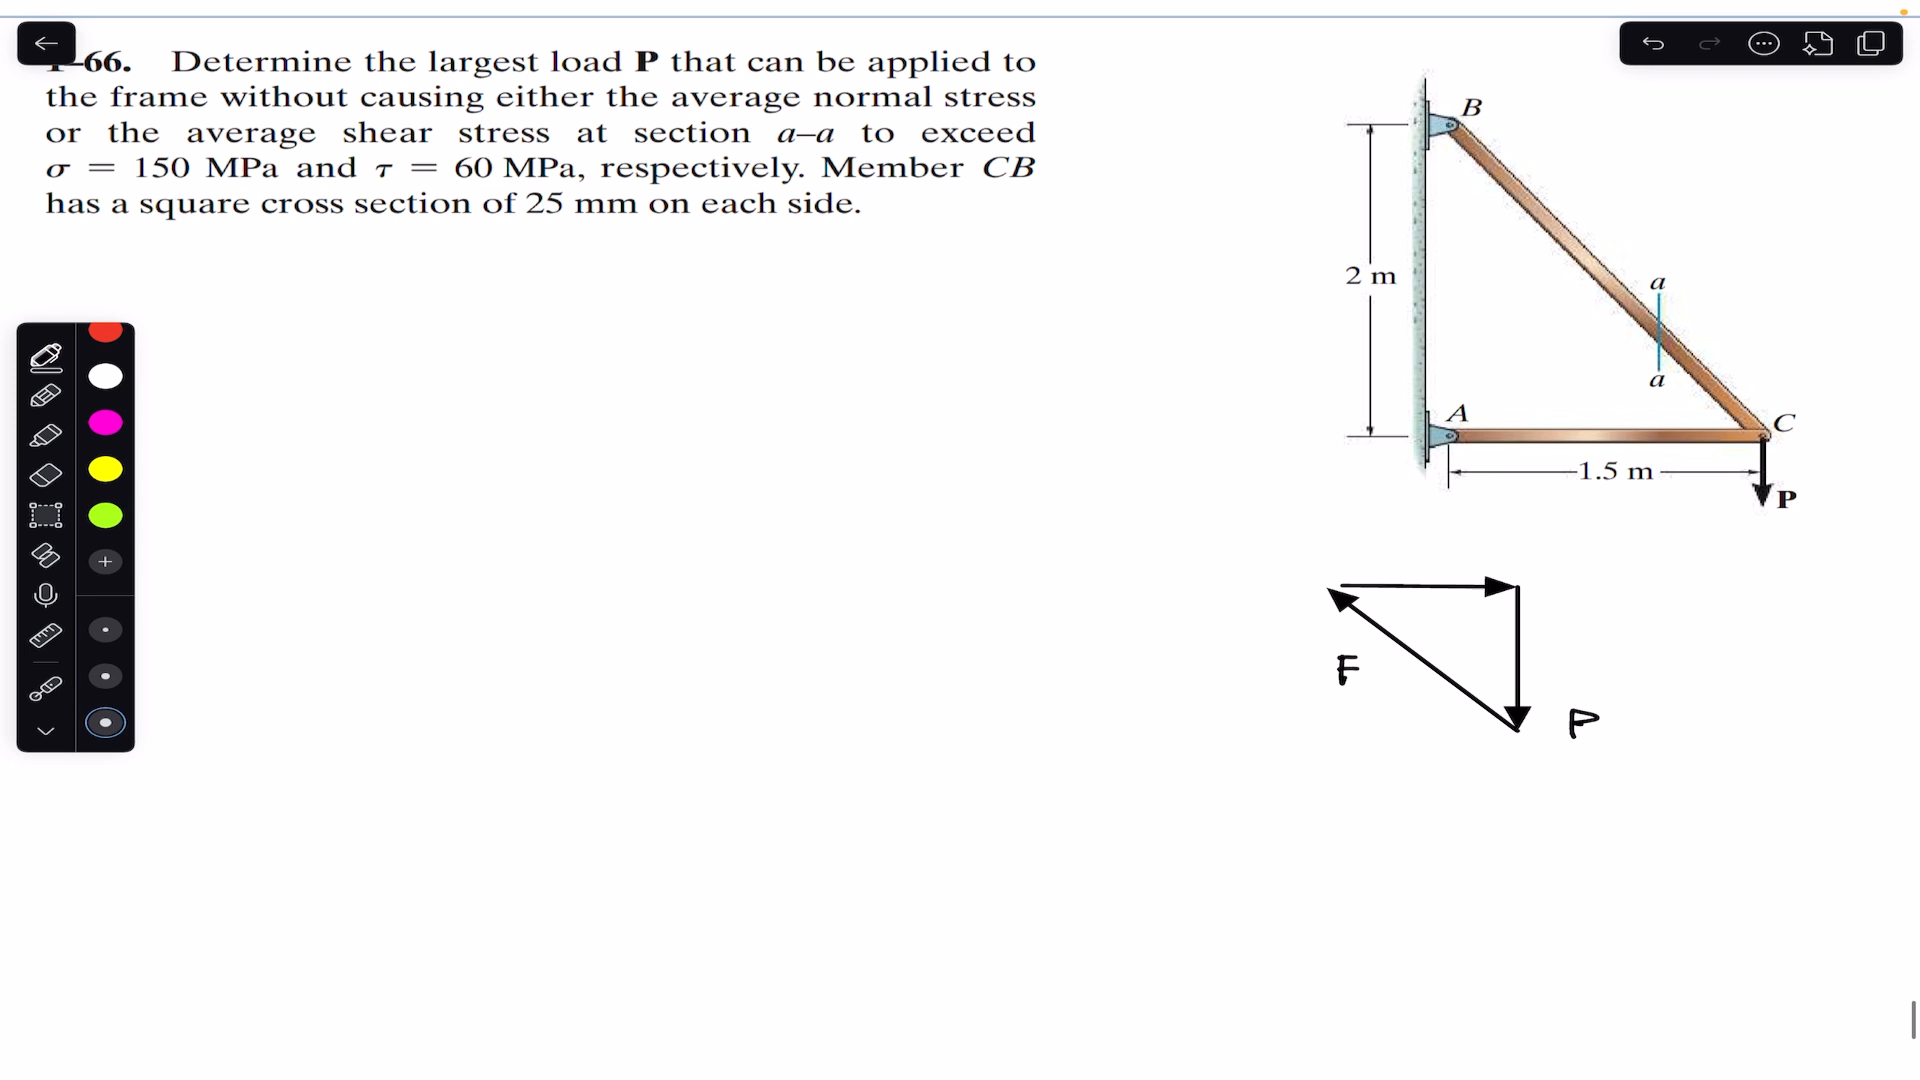 –66. Determine the largest load P that can be applied to
the frame without causing either the average normal stress
or the average shear stress at section a–a to exceed
σ = 150 MPa and τ = 60 MPa, respectively. Member CB
has a square cross section of 25 mm on each side.
B
2 m
a
a
A
C
1.5 m
P
F
P